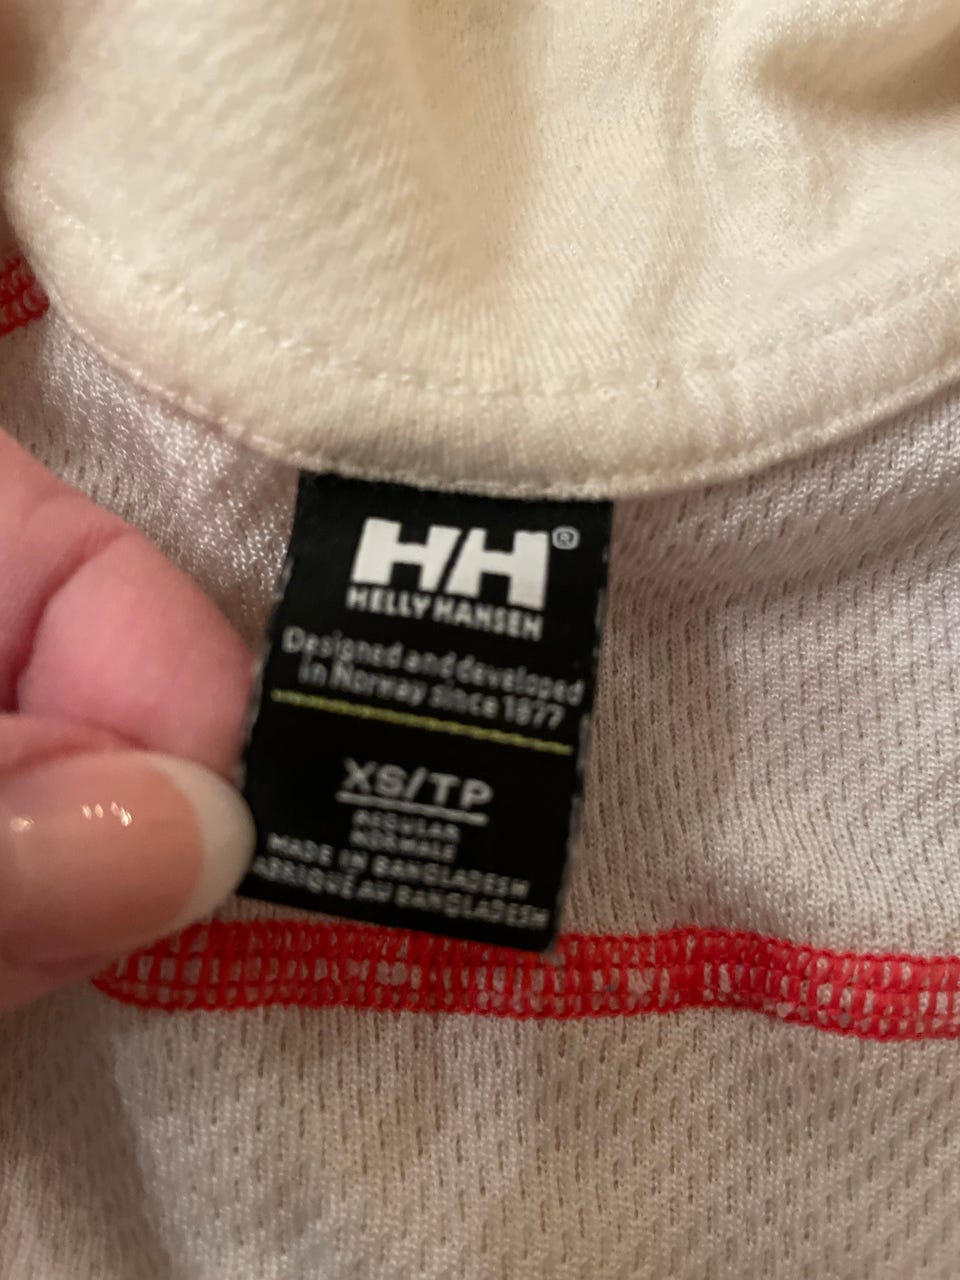 HH®
HELLY HANSEN
Designed and developed
in Norway since 1877
XS/TP
REGULAR
NORMALE
MADE IN BANGLADESH
FABRIQUÉ AU BANGLADESH